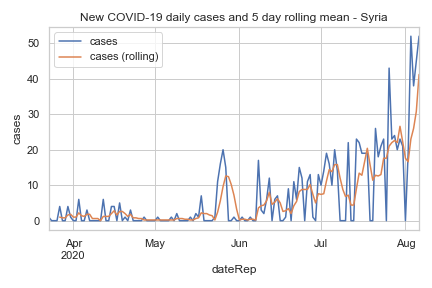 New COVID-19 daily cases and 5 day rolling mean - Syria
cases
cases (rolling)
cases
50
40
30
20
10
0
Apr
2020
May
Jun
Jul
Aug
dateRep